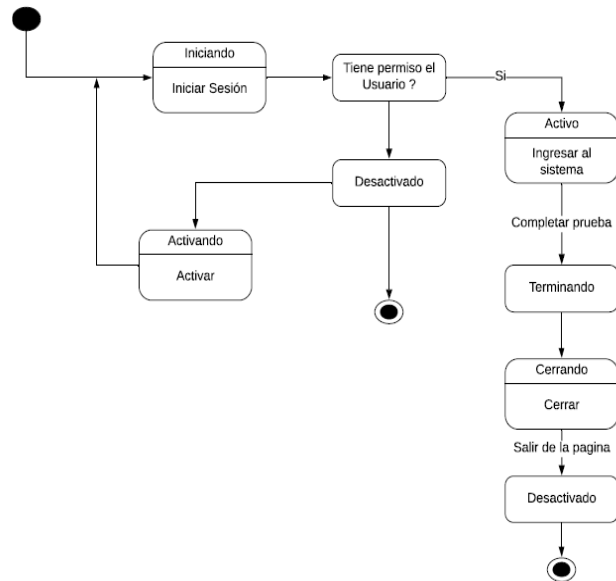 Iniciando
Iniciar Sesión
Tiene permiso el
Usuario ?
Si
Activo
Ingresar al
sistema
Desactivado
Completar prueba
Activando
Activar
Terminando
Cerrando
Cerrar
Salir de la pagina
Desactivado